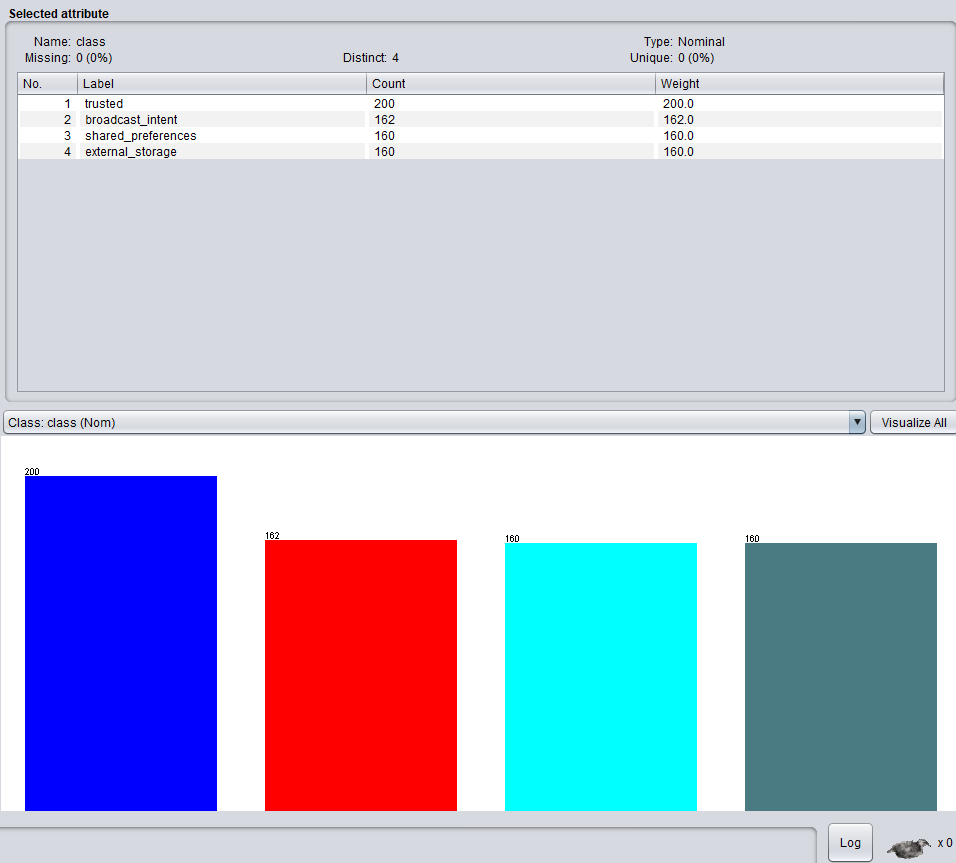 Selected attribute
Name: class Type: Nominal
Missing: 0 (0%) Distinct: 4 Unique: 0 (0%)
No. Label Count Weight
1 trusted 200 200.0
2 broadcast_intent 162 162.0
3 shared_preferences 160 160.0
4 external_storage 160 160.0
Class: class (Nom) Visualize All
200
162
160
160
Log x 0